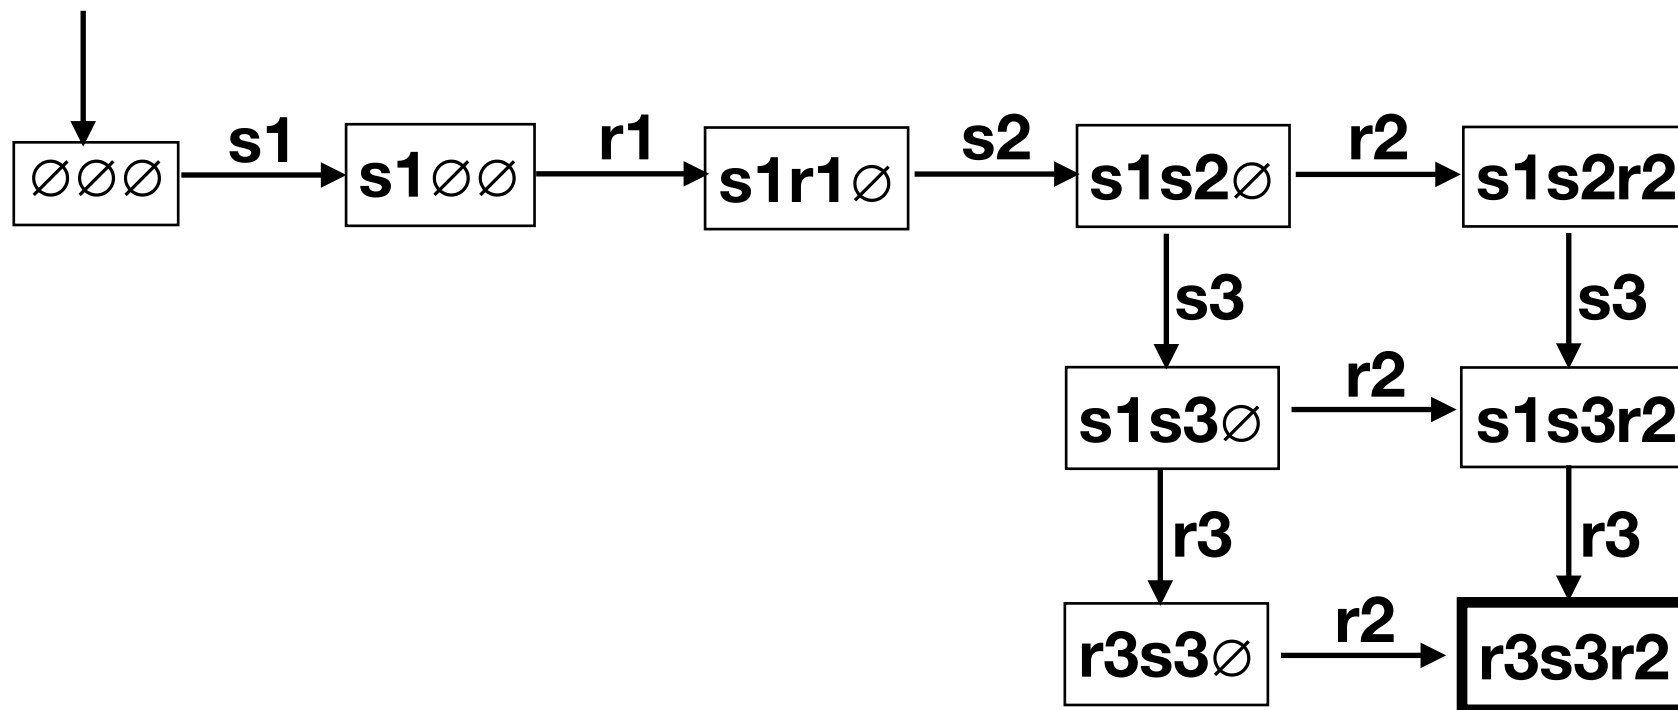 s1 r1 s2 r2
∅∅∅ s1∅∅ s1r1∅ s1s2∅ s1s2r2
s3 s3
r2
s1s3∅ s1s3r2
r3 r3
r2
r3s3∅ r3s3r2